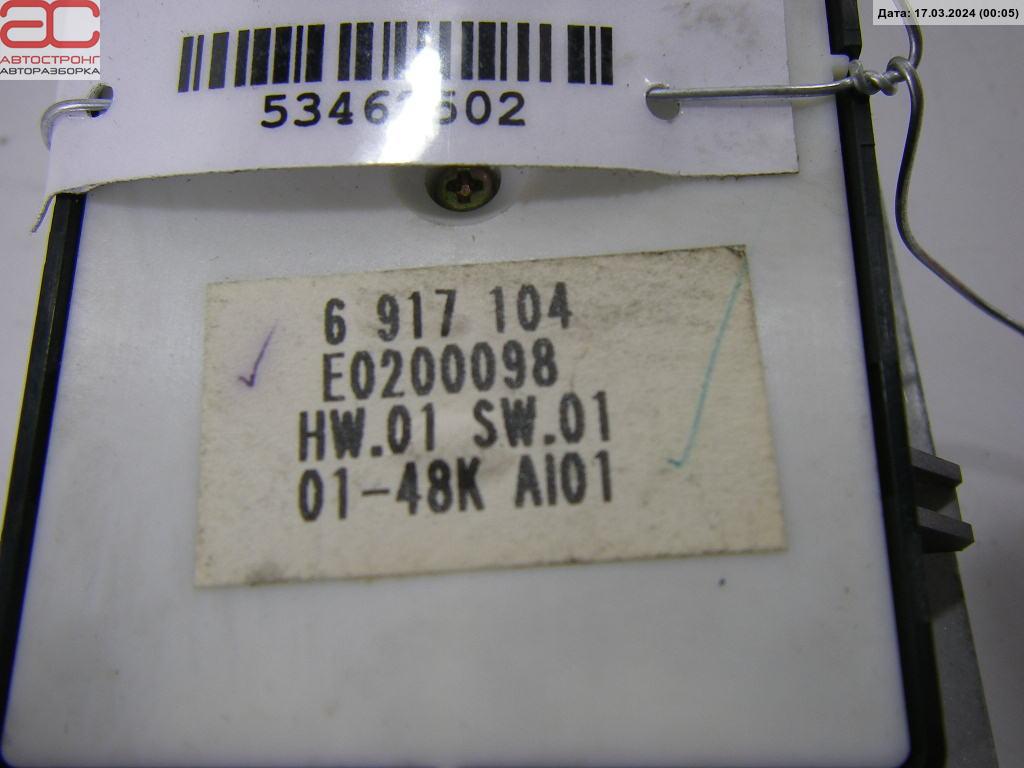 Дата: 17.03.2024 (00:05)
АС
АВТОСТРОНГ
АВТОРАЗБОРКА
6 917 104
E0200098
HW.01 SW.01
01-48K AI01